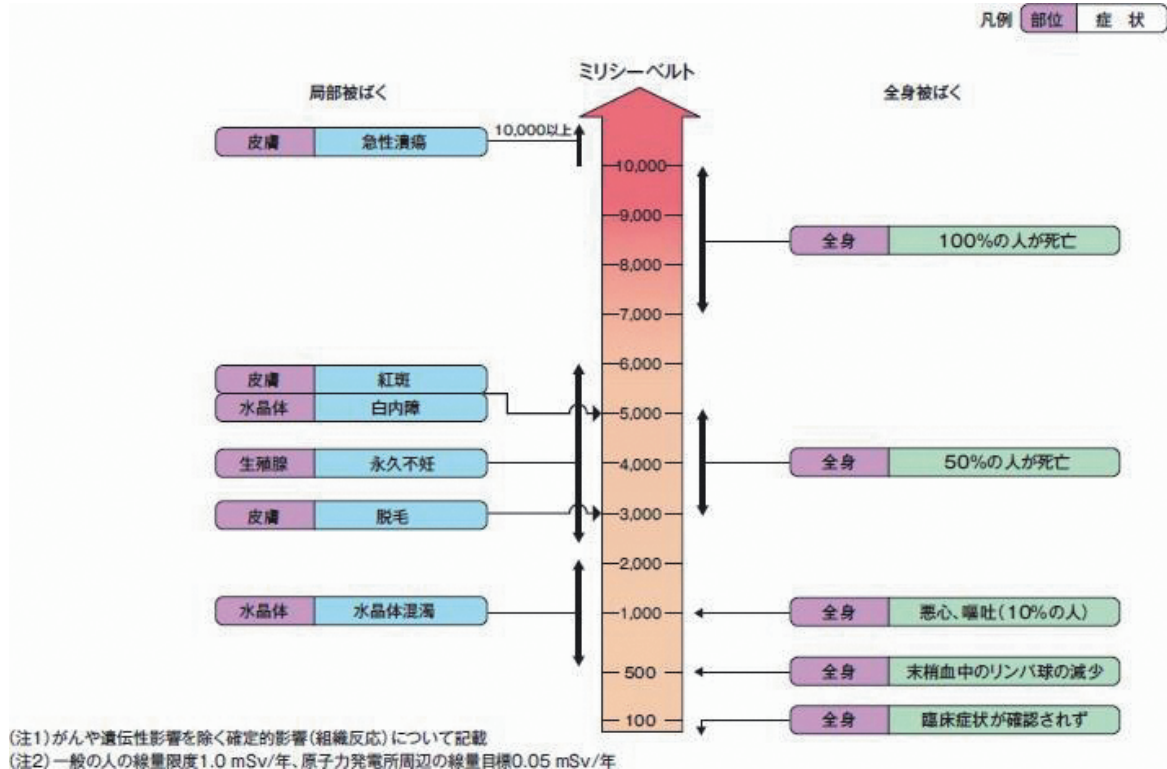 凡例 部位 症状
ミリシーベルト
局部被ばく
全身被ばく
皮膚 急性潰瘍 10,000以上
10,000
9,000
全身 100%の人が死亡
8,000
7,000
6,000
皮膚 紅斑
水晶体 白内障
5,000
生殖腺 永久不妊
4,000
全身 50%の人が死亡
皮膚 脱毛
3,000
2,000
水晶体 水晶体混濁
1,000
全身 悪心、嘔吐(10%の人)
500
全身 末梢血中のリンパ球の減少
100
全身 臨床症状が確認されず
(注1)がんや遺伝性影響を除く確定的影響(組織反応)について記載
(注2)一般の人の線量限度1.0 mSv/年、原子力発電所周辺の線量目標0.05 mSv/年